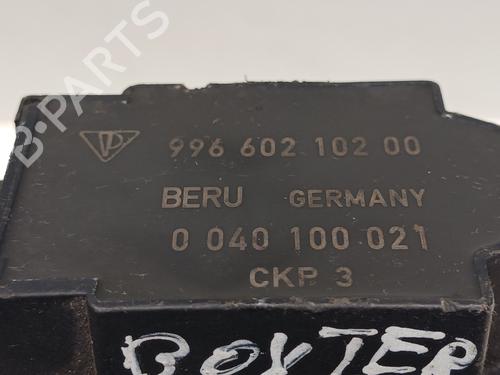 B-PARTS
996 602 102 00
BERU GERMANY
0 040 100 021
CKP 3
BOXTER